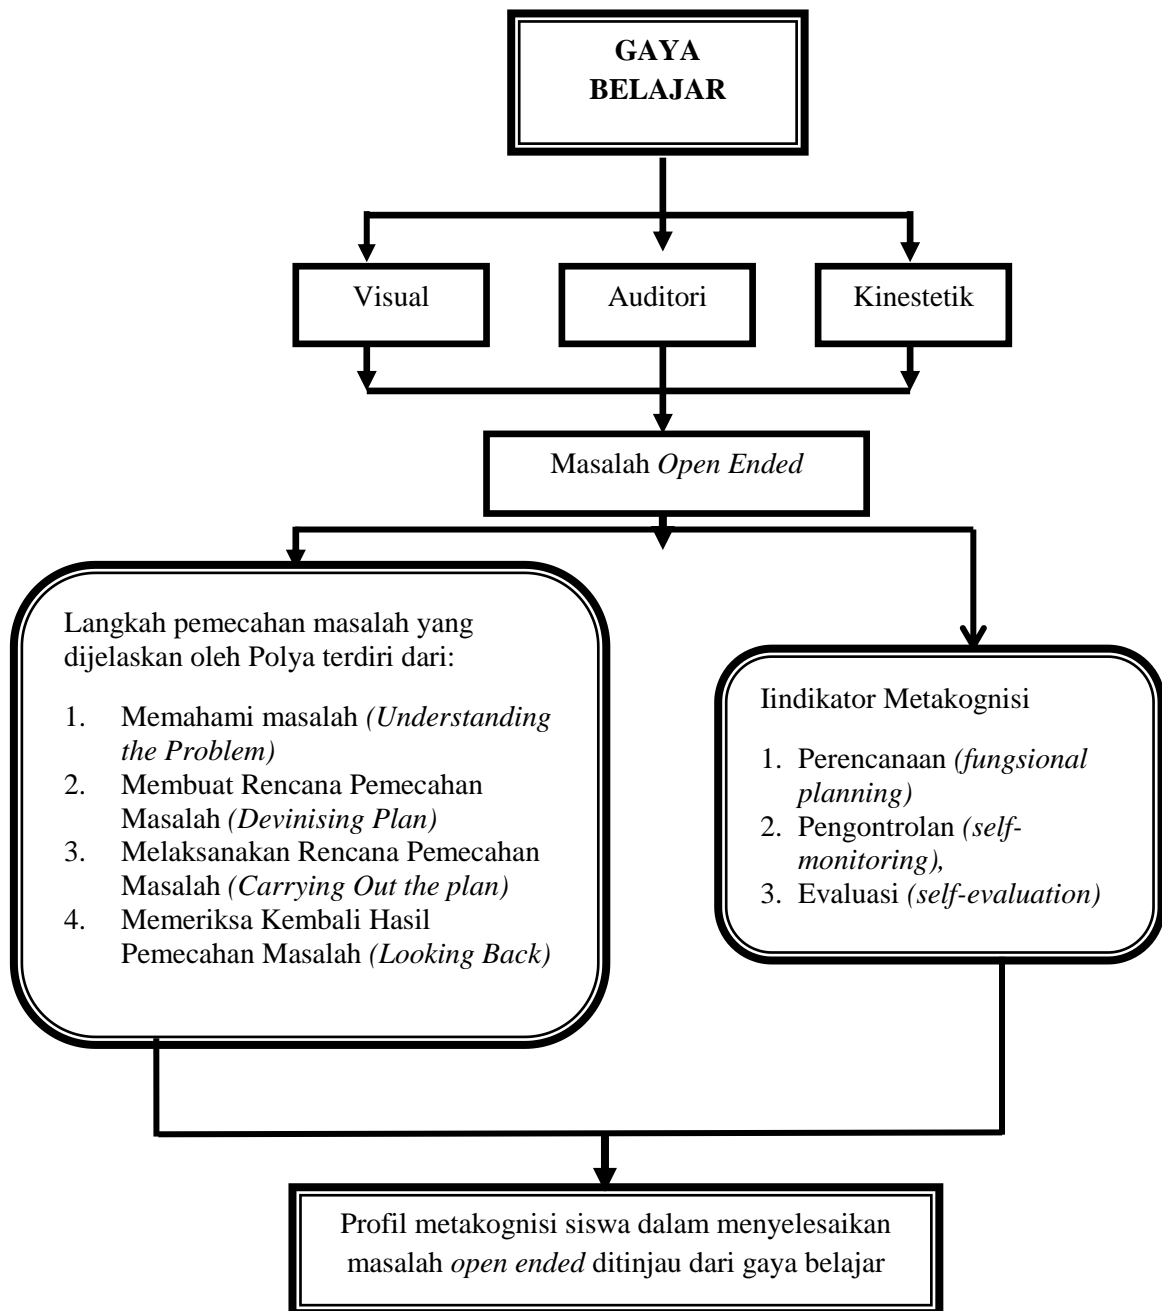 GAYA
BELAJAR
Visual
Auditori
Kinestetik
Masalah Open Ended
Langkah pemecahan masalah yang
dijelaskan oleh Polya terdiri dari:
1. Memahami masalah (Understanding
the Problem)
2. Membuat Rencana Pemecahan
Masalah (Devinising Plan)
3. Melaksanakan Rencana Pemecahan
Masalah (Carrying Out the plan)
4. Memeriksa Kembali Hasil
Pemecahan Masalah (Looking Back)
Iindikator Metakognisi
1. Perencanaan (fungsional
planning)
2. Pengontrolan (self-
monitoring),
3. Evaluasi (self-evaluation)
Profil metakognisi siswa dalam menyelesaikan
masalah open ended ditinjau dari gaya belajar